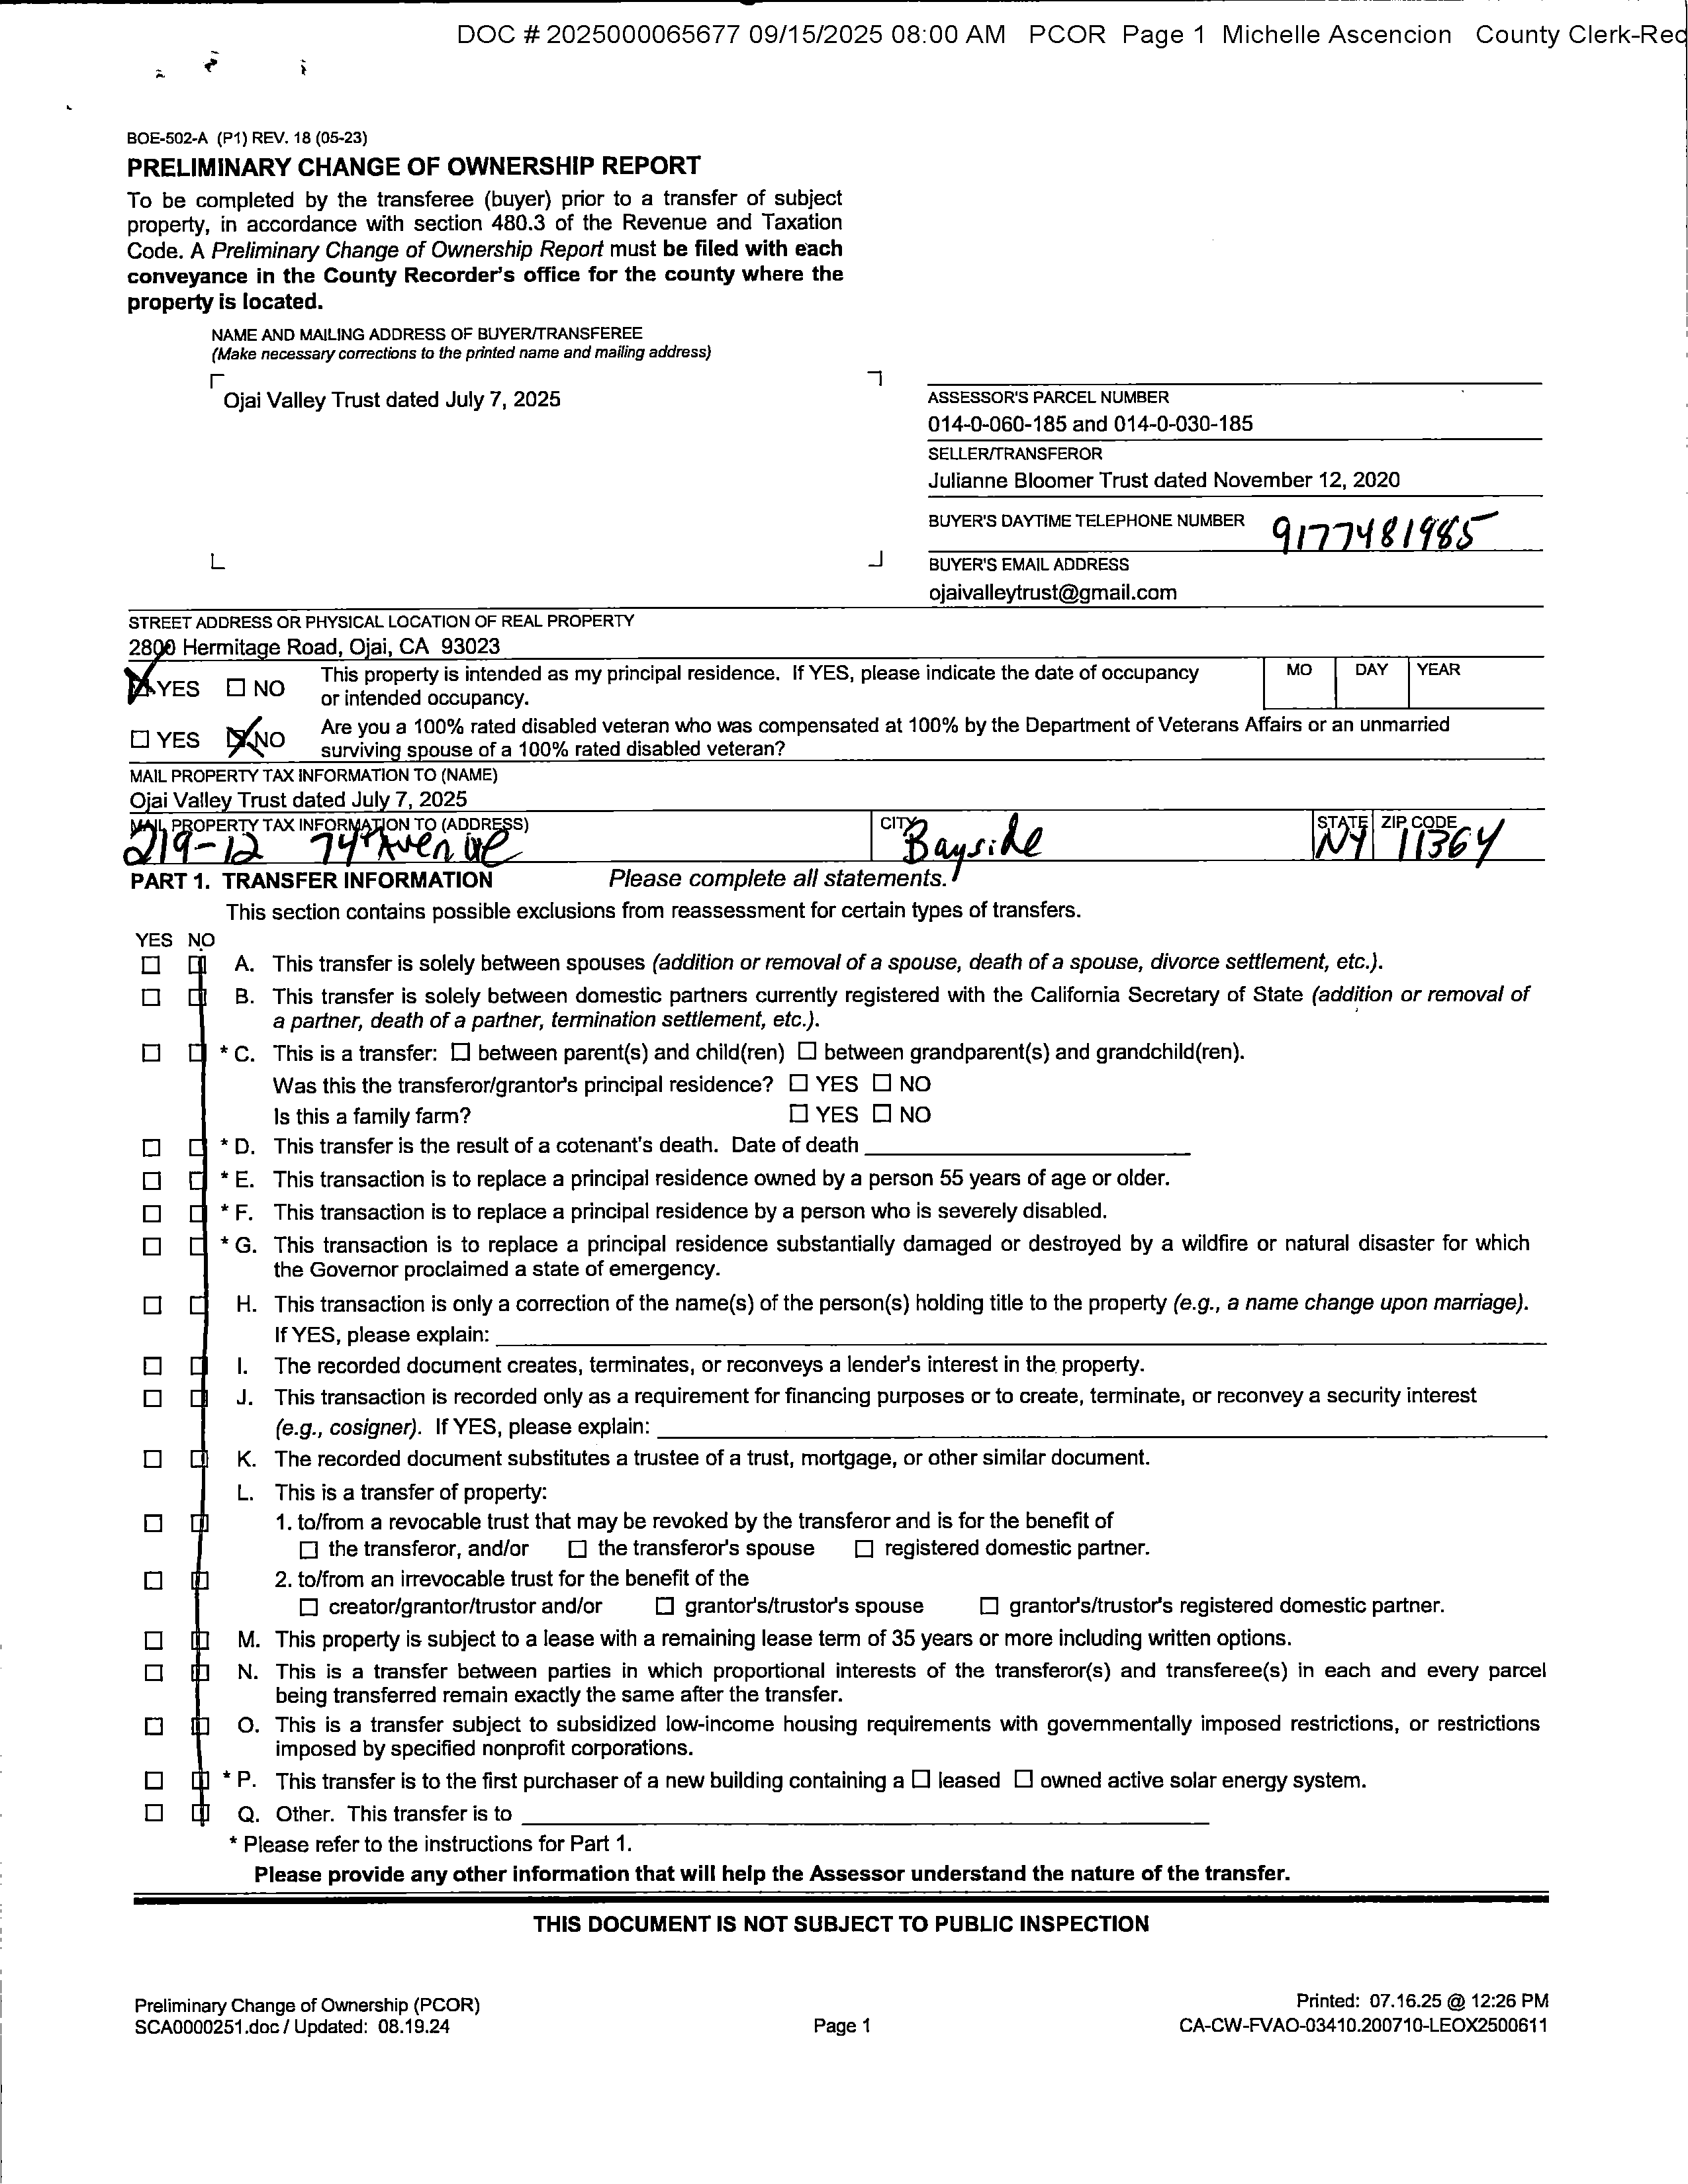 DOC # 2025000065677 09/15/2025 08:00 AM PCOR Page 1 Michelle Ascencion County Clerk-Rec
BOE-502-A (P1) REV. 18 (05-23)
PRELIMINARY CHANGE OF OWNERSHIP REPORT
To be completed by the transferee (buyer) prior to a transfer of subject
property, in accordance with section 480.3 of the Revenue and Taxation
Code. A Preliminary Change of Ownership Report must be filed with each
conveyance in the County Recorder's office for the county where the
property is located.
NAME AND MAILING ADDRESS OF BUYER/TRANSFEREE
(Make necessary corrections to the printed name and mailing address)
Ojai Valley Trust dated July 7, 2025
ASSESSOR'S PARCEL NUMBER
014-0-060-185 and 014-0-030-185
SELLER/TRANSFEROR
Julianne Bloomer Trust dated November 12, 2020
BUYER'S DAYTIME TELEPHONE NUMBER 9177481985
BUYER'S EMAIL ADDRESS
ojaivalleytrust@gmail.com
STREET ADDRESS OR PHYSICAL LOCATION OF REAL PROPERTY
2800 Hermitage Road, Ojai, CA 93023
YES NO This property is intended as my principal residence. If YES, please indicate the date of occupancy MO DAY YEAR
or intended occupancy.
YES NO Are you a 100% rated disabled veteran who was compensated at 100% by the Department of Veterans Affairs or an unmarried
surviving spouse of a 100% rated disabled veteran?
MAIL PROPERTY TAX INFORMATION TO (NAME)
Ojai Valley Trust dated July 7, 2025
MAIL PROPERTY TAX INFORMATION TO (ADDRESS) CITY STATE ZIP CODE
219-12 74th Avenue Bayside NY 11364
PART 1. TRANSFER INFORMATION Please complete all statements.
This section contains possible exclusions from reassessment for certain types of transfers.
YES NO
A. This transfer is solely between spouses (addition or removal of a spouse, death of a spouse, divorce settlement, etc.).
B. This transfer is solely between domestic partners currently registered with the California Secretary of State (addition or removal of
a partner, death of a partner, termination settlement, etc.).
* C. This is a transfer: between parent(s) and child(ren) between grandparent(s) and grandchild(ren).
Was this the transferor/grantor's principal residence? YES NO
Is this a family farm? YES NO
* D. This transfer is the result of a cotenant's death. Date of death
* E. This transaction is to replace a principal residence owned by a person 55 years of age or older.
* F. This transaction is to replace a principal residence by a person who is severely disabled.
* G. This transaction is to replace a principal residence substantially damaged or destroyed by a wildfire or natural disaster for which
the Governor proclaimed a state of emergency.
H. This transaction is only a correction of the name(s) of the person(s) holding title to the property (e.g., a name change upon marriage).
If YES, please explain:
I. The recorded document creates, terminates, or reconveys a lender's interest in the property.
J. This transaction is recorded only as a requirement for financing purposes or to create, terminate, or reconvey a security interest
(e.g., cosigner). If YES, please explain:
K. The recorded document substitutes a trustee of a trust, mortgage, or other similar document.
L. This is a transfer of property:
1. to/from a revocable trust that may be revoked by the transferor and is for the benefit of
the transferor, and/or the transferor's spouse registered domestic partner.
2. to/from an irrevocable trust for the benefit of the
creator/grantor/trustor and/or grantor's/trustor's spouse grantor's/trustor's registered domestic partner.
M. This property is subject to a lease with a remaining lease term of 35 years or more including written options.
N. This is a transfer between parties in which proportional interests of the transferor(s) and transferee(s) in each and every parcel
being transferred remain exactly the same after the transfer.
O. This is a transfer subject to subsidized low-income housing requirements with governmentally imposed restrictions, or restrictions
imposed by specified nonprofit corporations.
* P. This transfer is to the first purchaser of a new building containing a leased owned active solar energy system.
Q. Other. This transfer is to
* Please refer to the instructions for Part 1.
Please provide any other information that will help the Assessor understand the nature of the transfer.
THIS DOCUMENT IS NOT SUBJECT TO PUBLIC INSPECTION
Preliminary Change of Ownership (PCOR) Printed: 07.16.25 @ 12:26 PM
SCA0000251.doc / Updated: 08.19.24 Page 1 CA-CW-FVAO-03410.200710-LEOX2500611